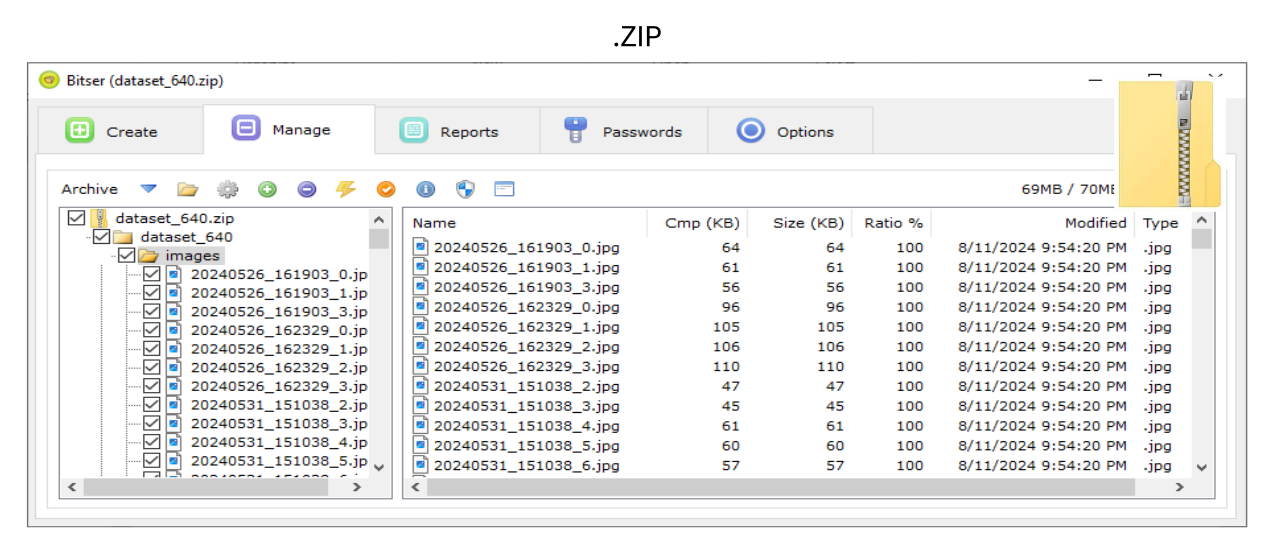 .ZIP
Bitser (dataset_640.zip)
Create Manage Reports Passwords Options
Archive 69MB / 70MB
dataset_640.zip
dataset_640
images
20240526_161903_0.jp
20240526_161903_1.jp
20240526_161903_3.jp
20240526_162329_0.jp
20240526_162329_1.jp
20240526_162329_2.jp
20240526_162329_3.jp
20240531_151038_2.jp
20240531_151038_3.jp
20240531_151038_4.jp
20240531_151038_5.jp
Name Cmp (KB) Size (KB) Ratio % Modified Type
20240526_161903_0.jpg 64 64 100 8/11/2024 9:54:20 PM .jpg
20240526_161903_1.jpg 61 61 100 8/11/2024 9:54:20 PM .jpg
20240526_161903_3.jpg 56 56 100 8/11/2024 9:54:20 PM .jpg
20240526_162329_0.jpg 96 96 100 8/11/2024 9:54:20 PM .jpg
20240526_162329_1.jpg 105 105 100 8/11/2024 9:54:20 PM .jpg
20240526_162329_2.jpg 106 106 100 8/11/2024 9:54:20 PM .jpg
20240526_162329_3.jpg 110 110 100 8/11/2024 9:54:20 PM .jpg
20240531_151038_2.jpg 47 47 100 8/11/2024 9:54:20 PM .jpg
20240531_151038_3.jpg 45 45 100 8/11/2024 9:54:20 PM .jpg
20240531_151038_4.jpg 61 61 100 8/11/2024 9:54:20 PM .jpg
20240531_151038_5.jpg 60 60 100 8/11/2024 9:54:20 PM .jpg
20240531_151038_6.jpg 57 57 100 8/11/2024 9:54:20 PM .jpg